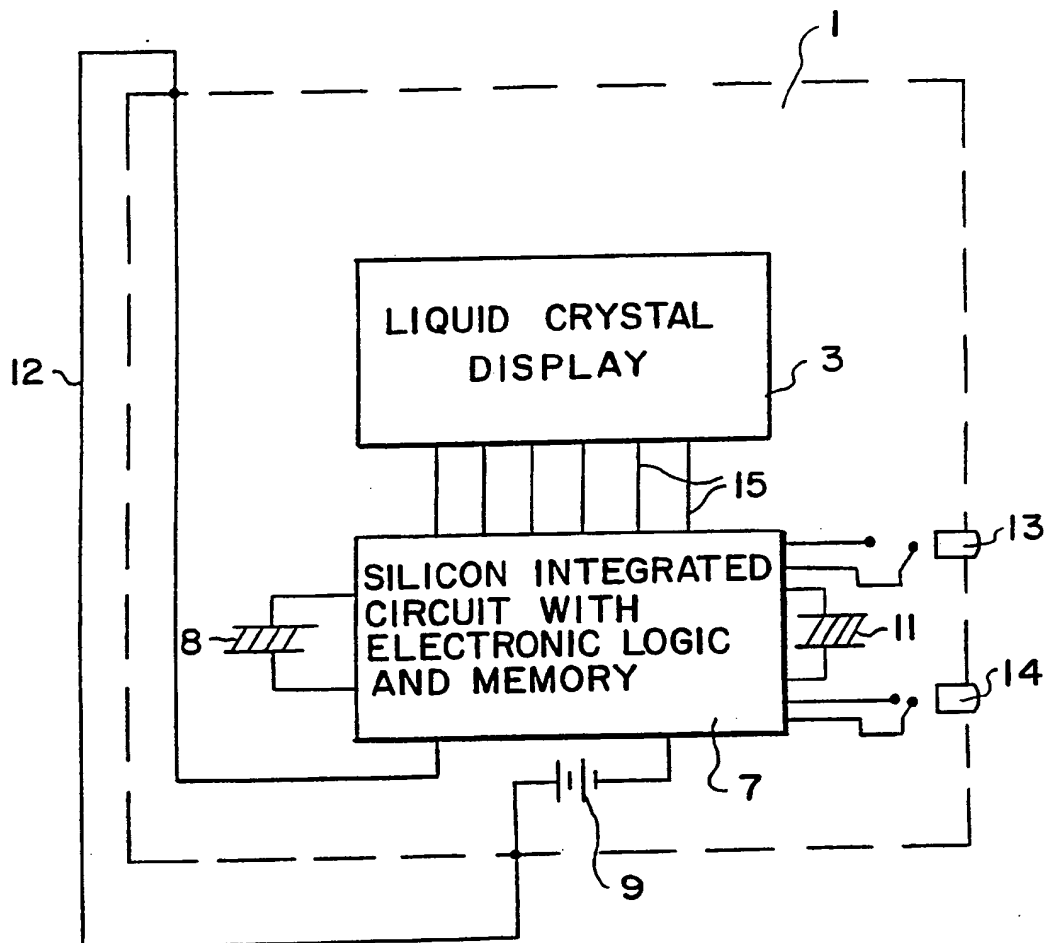 1
LIQUID CRYSTAL
DISPLAY
3
12
15
13
SILICON INTEGRATED
CIRCUIT WITH
ELECTRONIC LOGIC
AND MEMORY
8
11
14
7
9